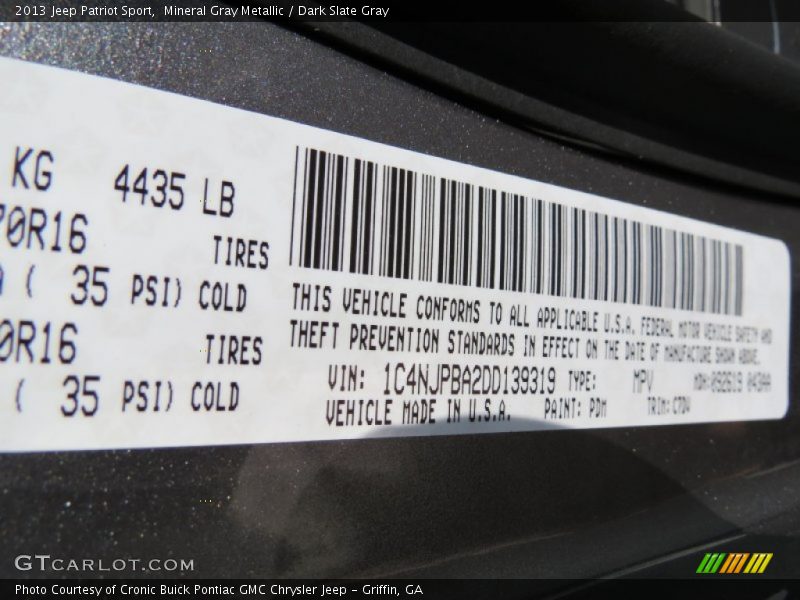 2013 Jeep Patriot Sport, Mineral Gray Metallic / Dark Slate Gray
KG 4435 LB
70R16 TIRES
( 35 PSI) COLD
0R16 TIRES
( 35 PSI) COLD
THIS VEHICLE CONFORMS TO ALL APPLICABLE U.S.A. FEDERAL MOTOR VEHICLE SAFETY AND
THEFT PREVENTION STANDARDS IN EFFECT ON THE DATE OF MANUFACTURE SHOWN ABOVE.
VIN: 1C4NJPBA2DD139319 TYPE: MPV
VEHICLE MADE IN U.S.A. PAINT: PDM TRIM:
GTCARLOT.COM
Photo Courtesy of Cronic Buick Pontiac GMC Chrysler Jeep - Griffin, GA